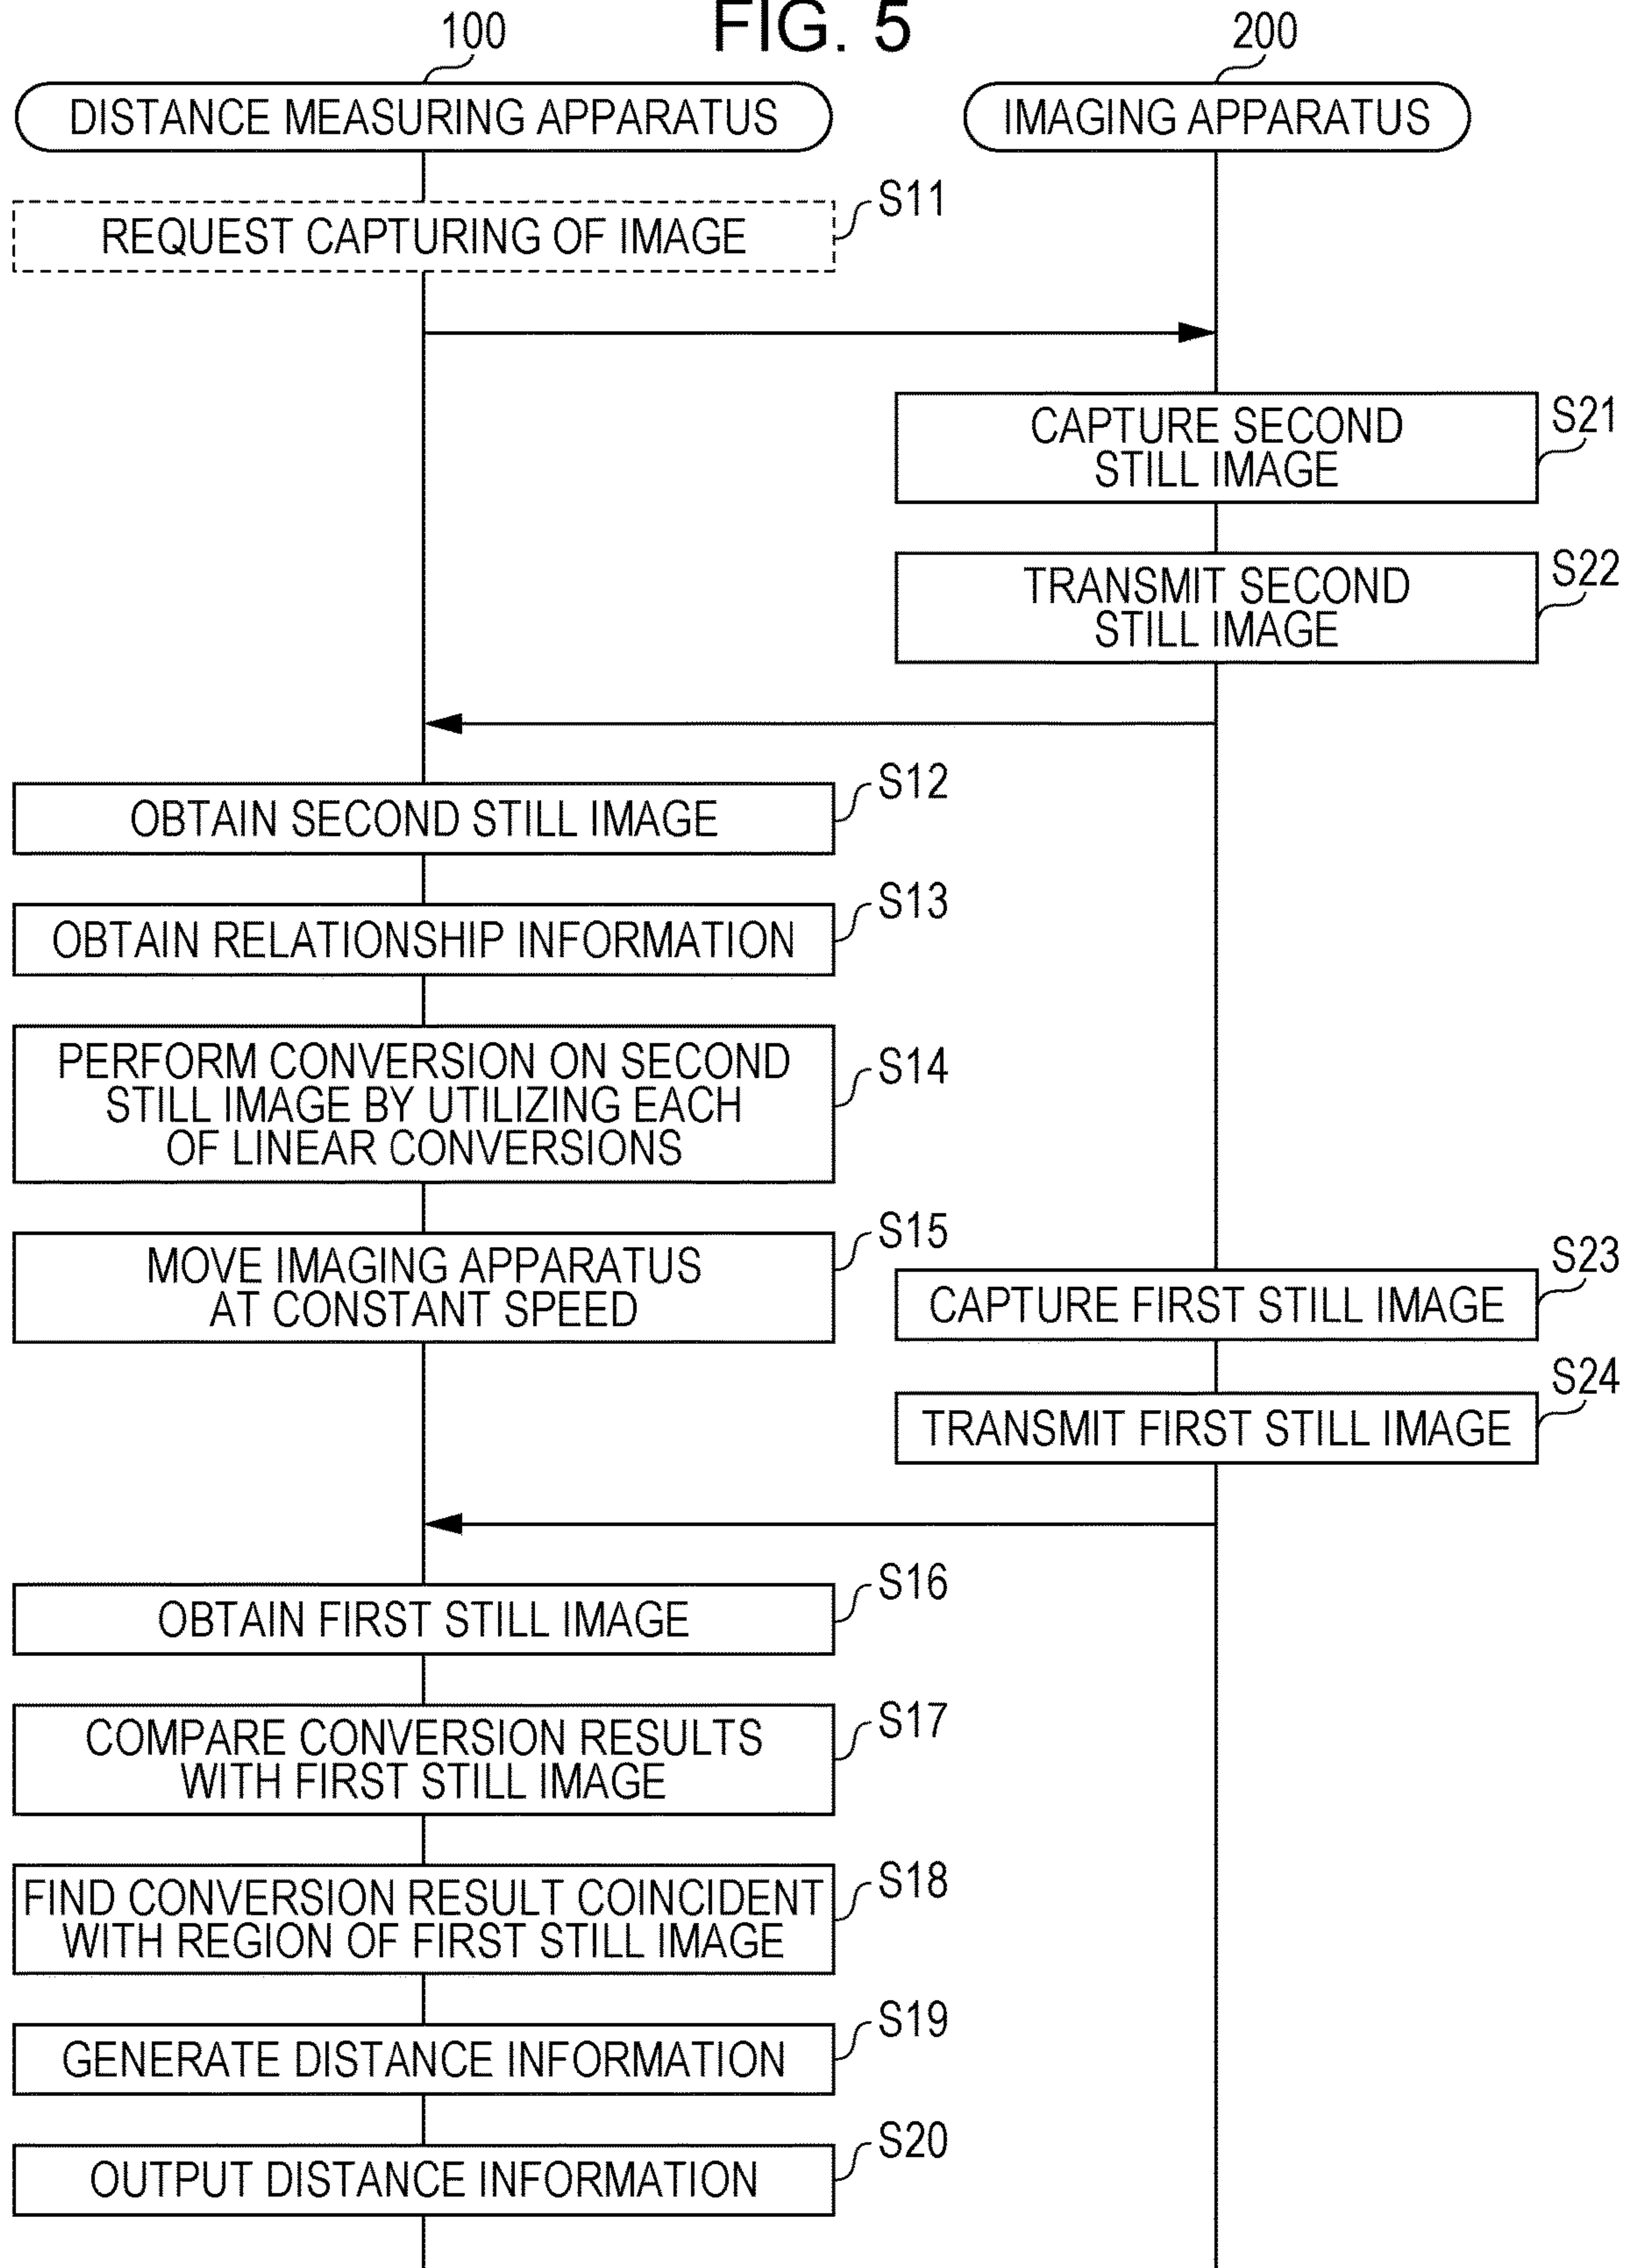 FIG. 5
100
200
DISTANCE MEASURING APPARATUS
IMAGING APPARATUS
S11
REQUEST CAPTURING OF IMAGE
S21
CAPTURE SECOND
STILL IMAGE
S22
TRANSMIT SECOND
STILL IMAGE
S12
OBTAIN SECOND STILL IMAGE
S13
OBTAIN RELATIONSHIP INFORMATION
S14
PERFORM CONVERSION ON SECOND
STILL IMAGE BY UTILIZING EACH
OF LINEAR CONVERSIONS
S15
MOVE IMAGING APPARATUS
AT CONSTANT SPEED
S23
CAPTURE FIRST STILL IMAGE
S24
TRANSMIT FIRST STILL IMAGE
S16
OBTAIN FIRST STILL IMAGE
S17
COMPARE CONVERSION RESULTS
WITH FIRST STILL IMAGE
S18
FIND CONVERSION RESULT COINCIDENT
WITH REGION OF FIRST STILL IMAGE
S19
GENERATE DISTANCE INFORMATION
S20
OUTPUT DISTANCE INFORMATION